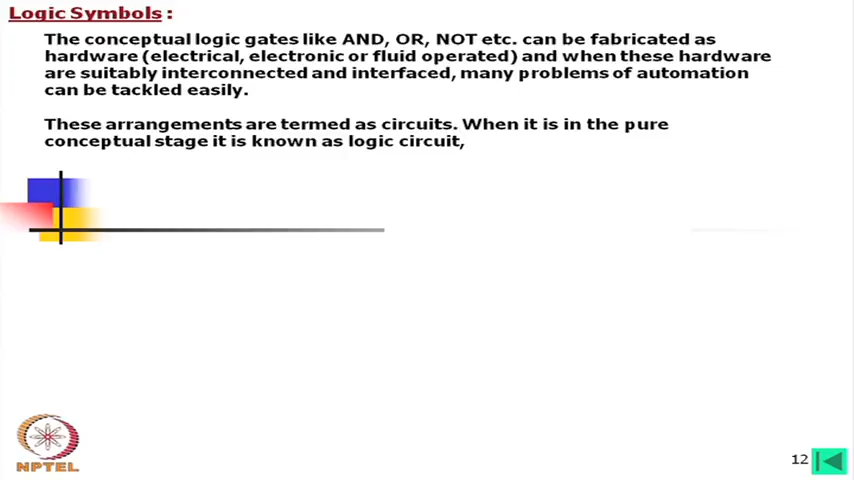 Logic Symbols :
The conceptual logic gates like AND, OR, NOT etc. can be fabricated as
hardware (electrical, electronic or fluid operated) and when these hardware
are suitably interconnected and interfaced, many problems of automation
can be tackled easily.
These arrangements are termed as circuits. When it is in the pure
conceptual stage it is known as logic circuit,
NPTEL
12